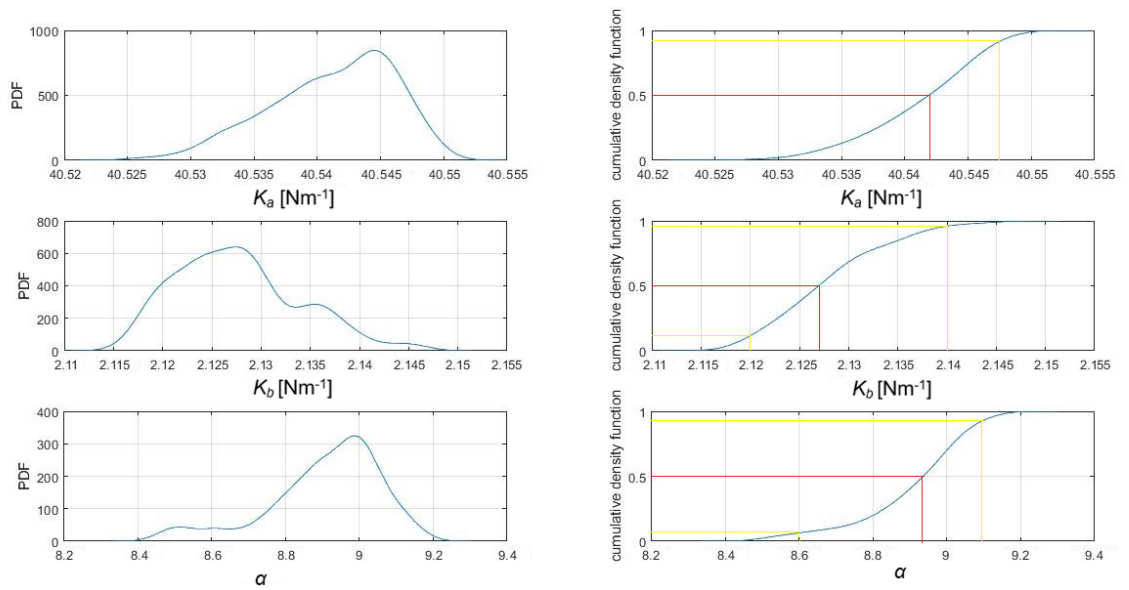 1000
500
0
PDF
40.52 40.525 40.53 40.535 40.54 40.545 40.55 40.555
Kₐ [Nm⁻¹]
1
0.5
0
cumulative density function
40.52 40.525 40.53 40.535 40.54 40.545 40.55 40.555
Kₐ [Nm⁻¹]
800
600
400
200
0
PDF
2.11 2.115 2.12 2.125 2.13 2.135 2.14 2.145 2.15 2.155
K_b [Nm⁻¹]
1
0.5
0
cumulative density function
2.11 2.115 2.12 2.125 2.13 2.135 2.14 2.145 2.15 2.155
K_b [Nm⁻¹]
400
300
200
100
0
PDF
8.2 8.4 8.6 8.8 9 9.2 9.4
α
1
0.5
0
cumulative density function
8.2 8.4 8.6 8.8 9 9.2 9.4
α